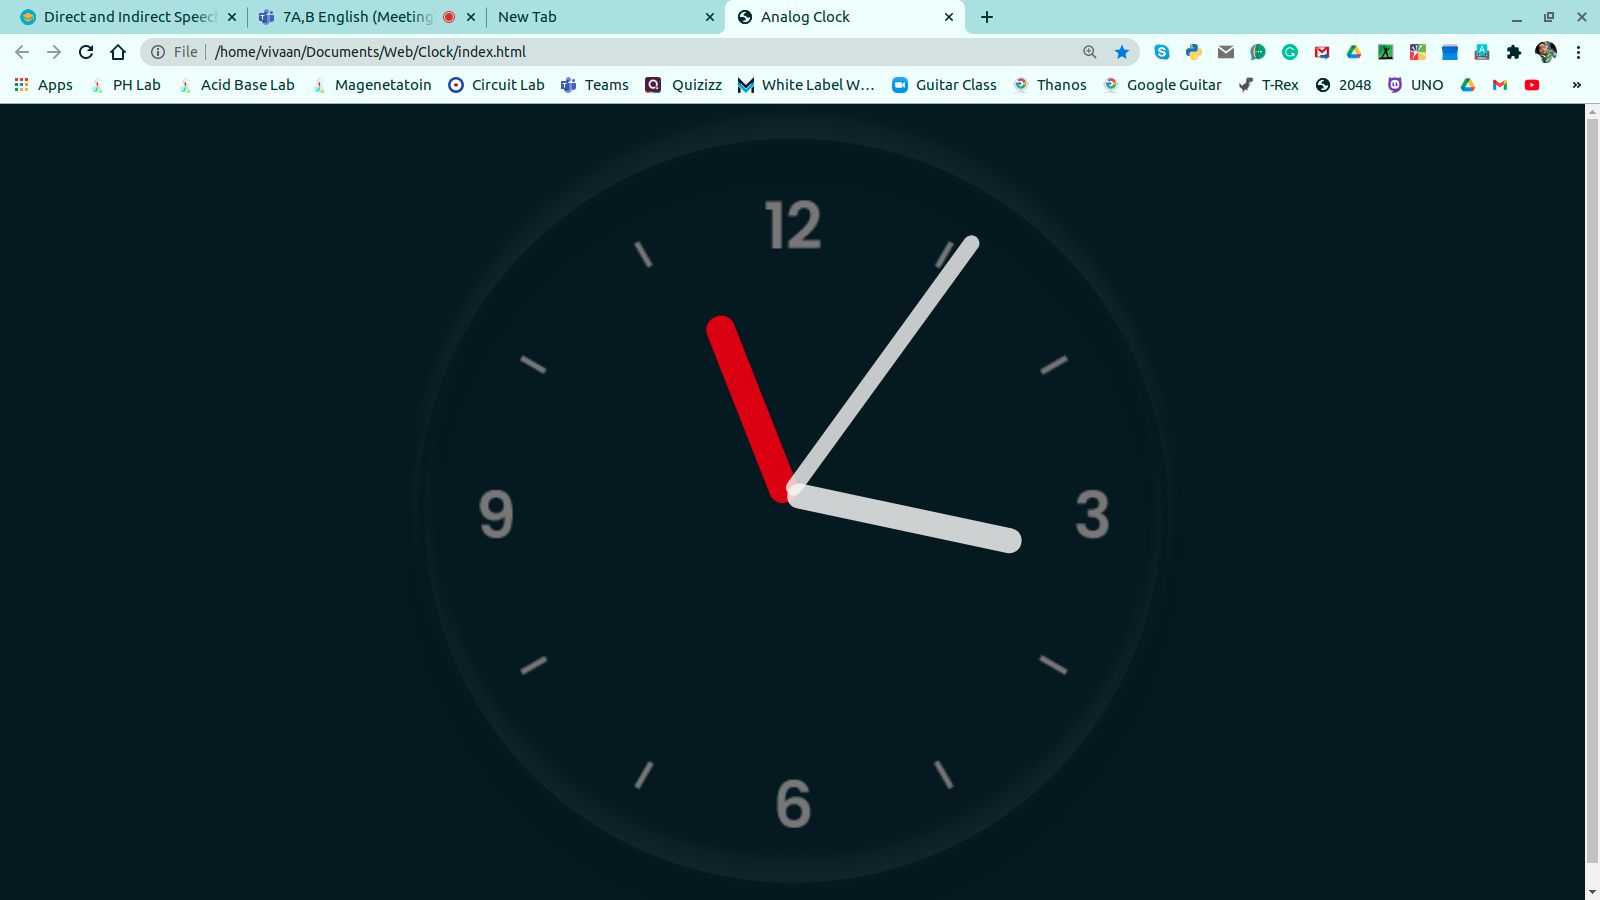 Direct and Indirect Speech
7A,B English (Meeting)
New Tab
Analog Clock
File | /home/vivaan/Documents/Web/Clock/index.html
Apps PH Lab Acid Base Lab Magenetatoin Circuit Lab Teams Quizizz White Label W... Guitar Class Thanos Google Guitar T-Rex 2048 UNO »
12
9 3
6